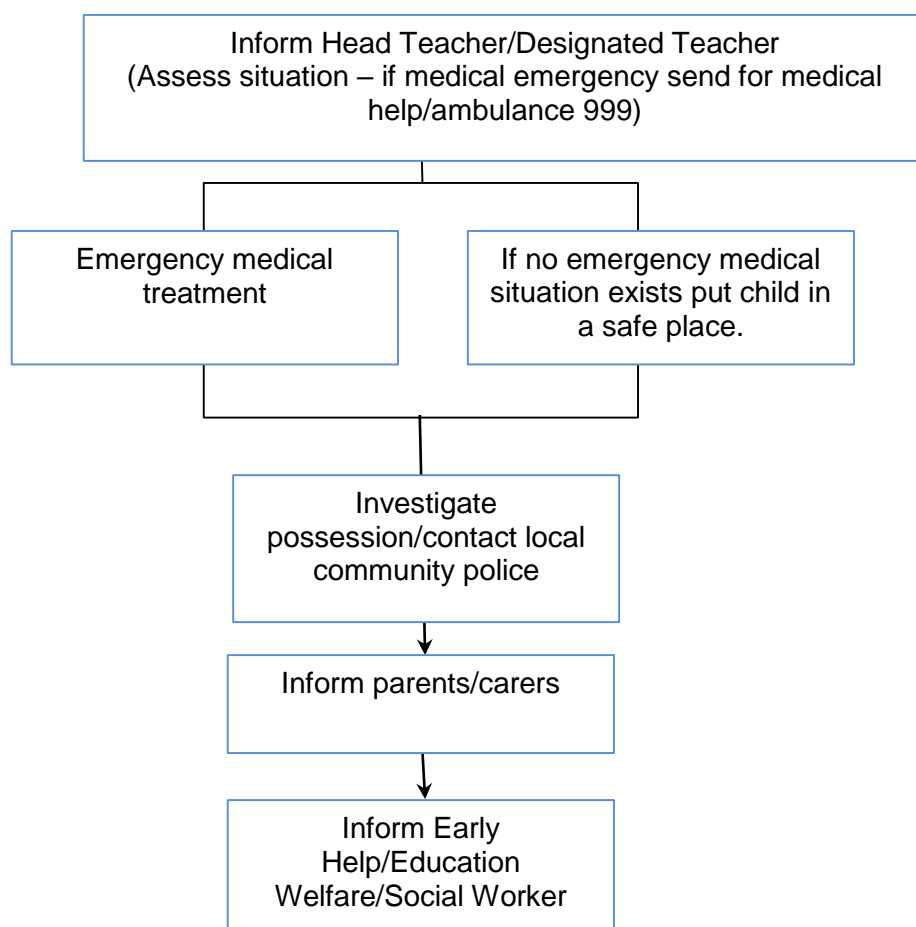 Inform Head Teacher/Designated Teacher
(Assess situation – if medical emergency send for medical
help/ambulance 999)
Emergency medical
treatment
If no emergency medical
situation exists put child in
a safe place.
Investigate
possession/contact local
community police
Inform parents/carers
Inform Early
Help/Education
Welfare/Social Worker